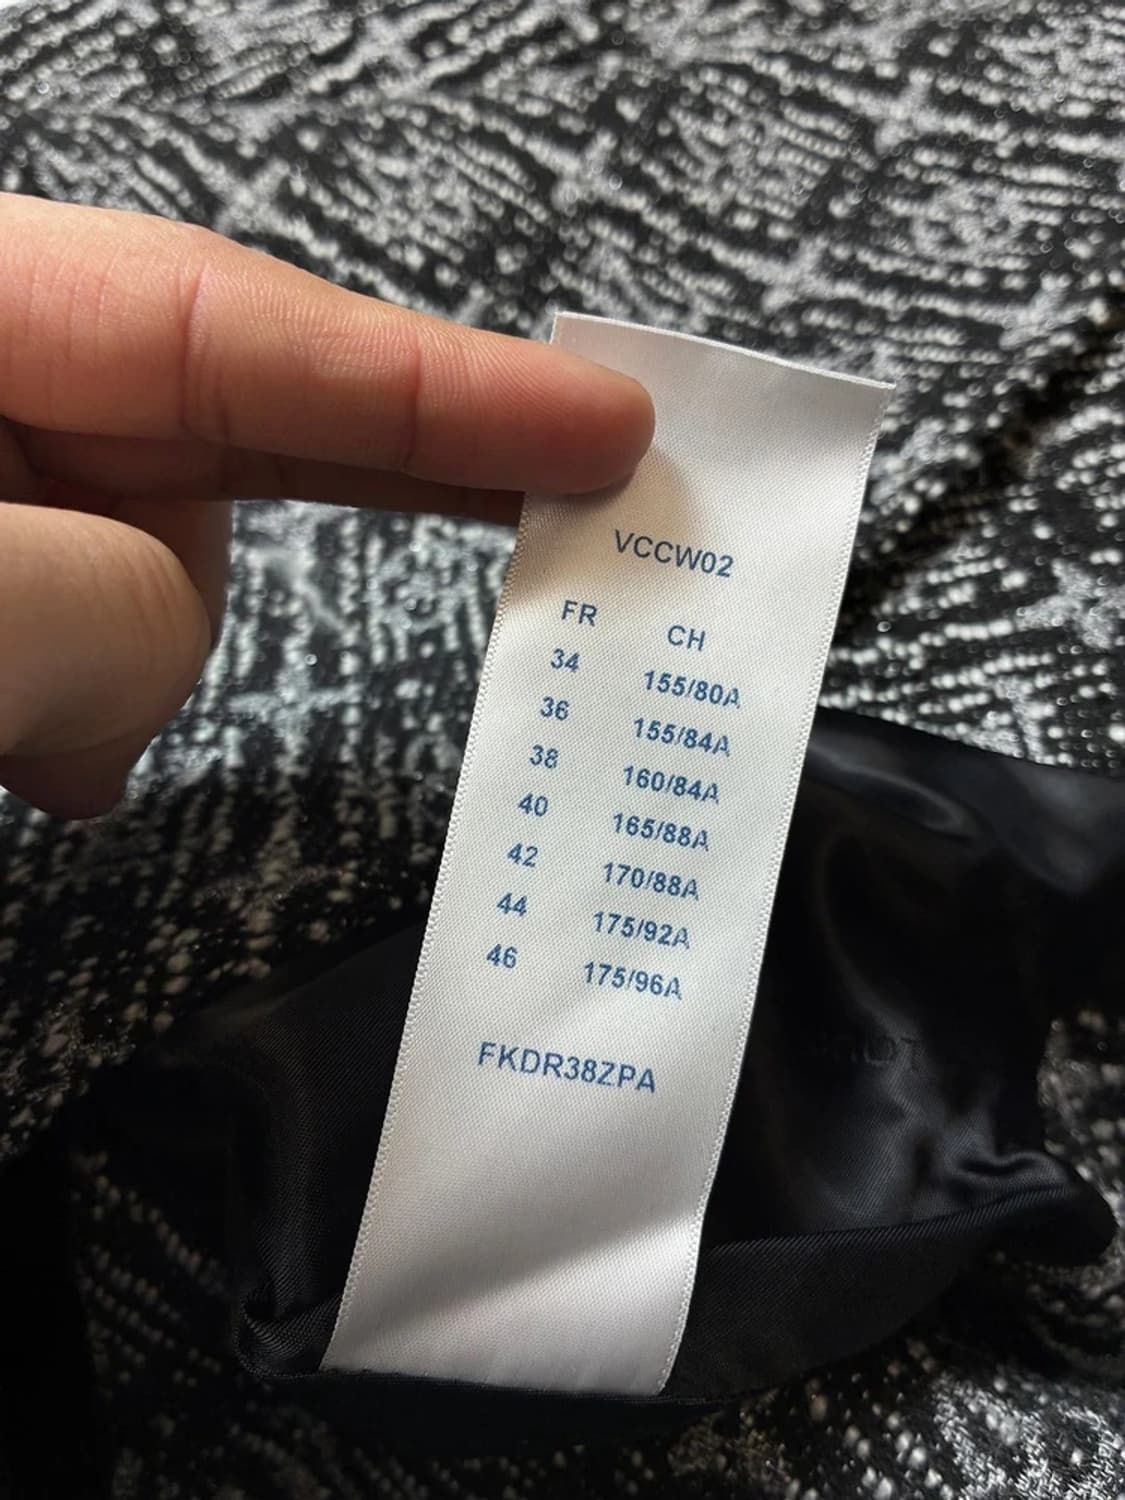 VCCW02
FR CH
34 155/80A
36 155/84A
38 160/84A
40 165/88A
42 170/88A
44 175/92A
46 175/96A
FKDR38ZPA